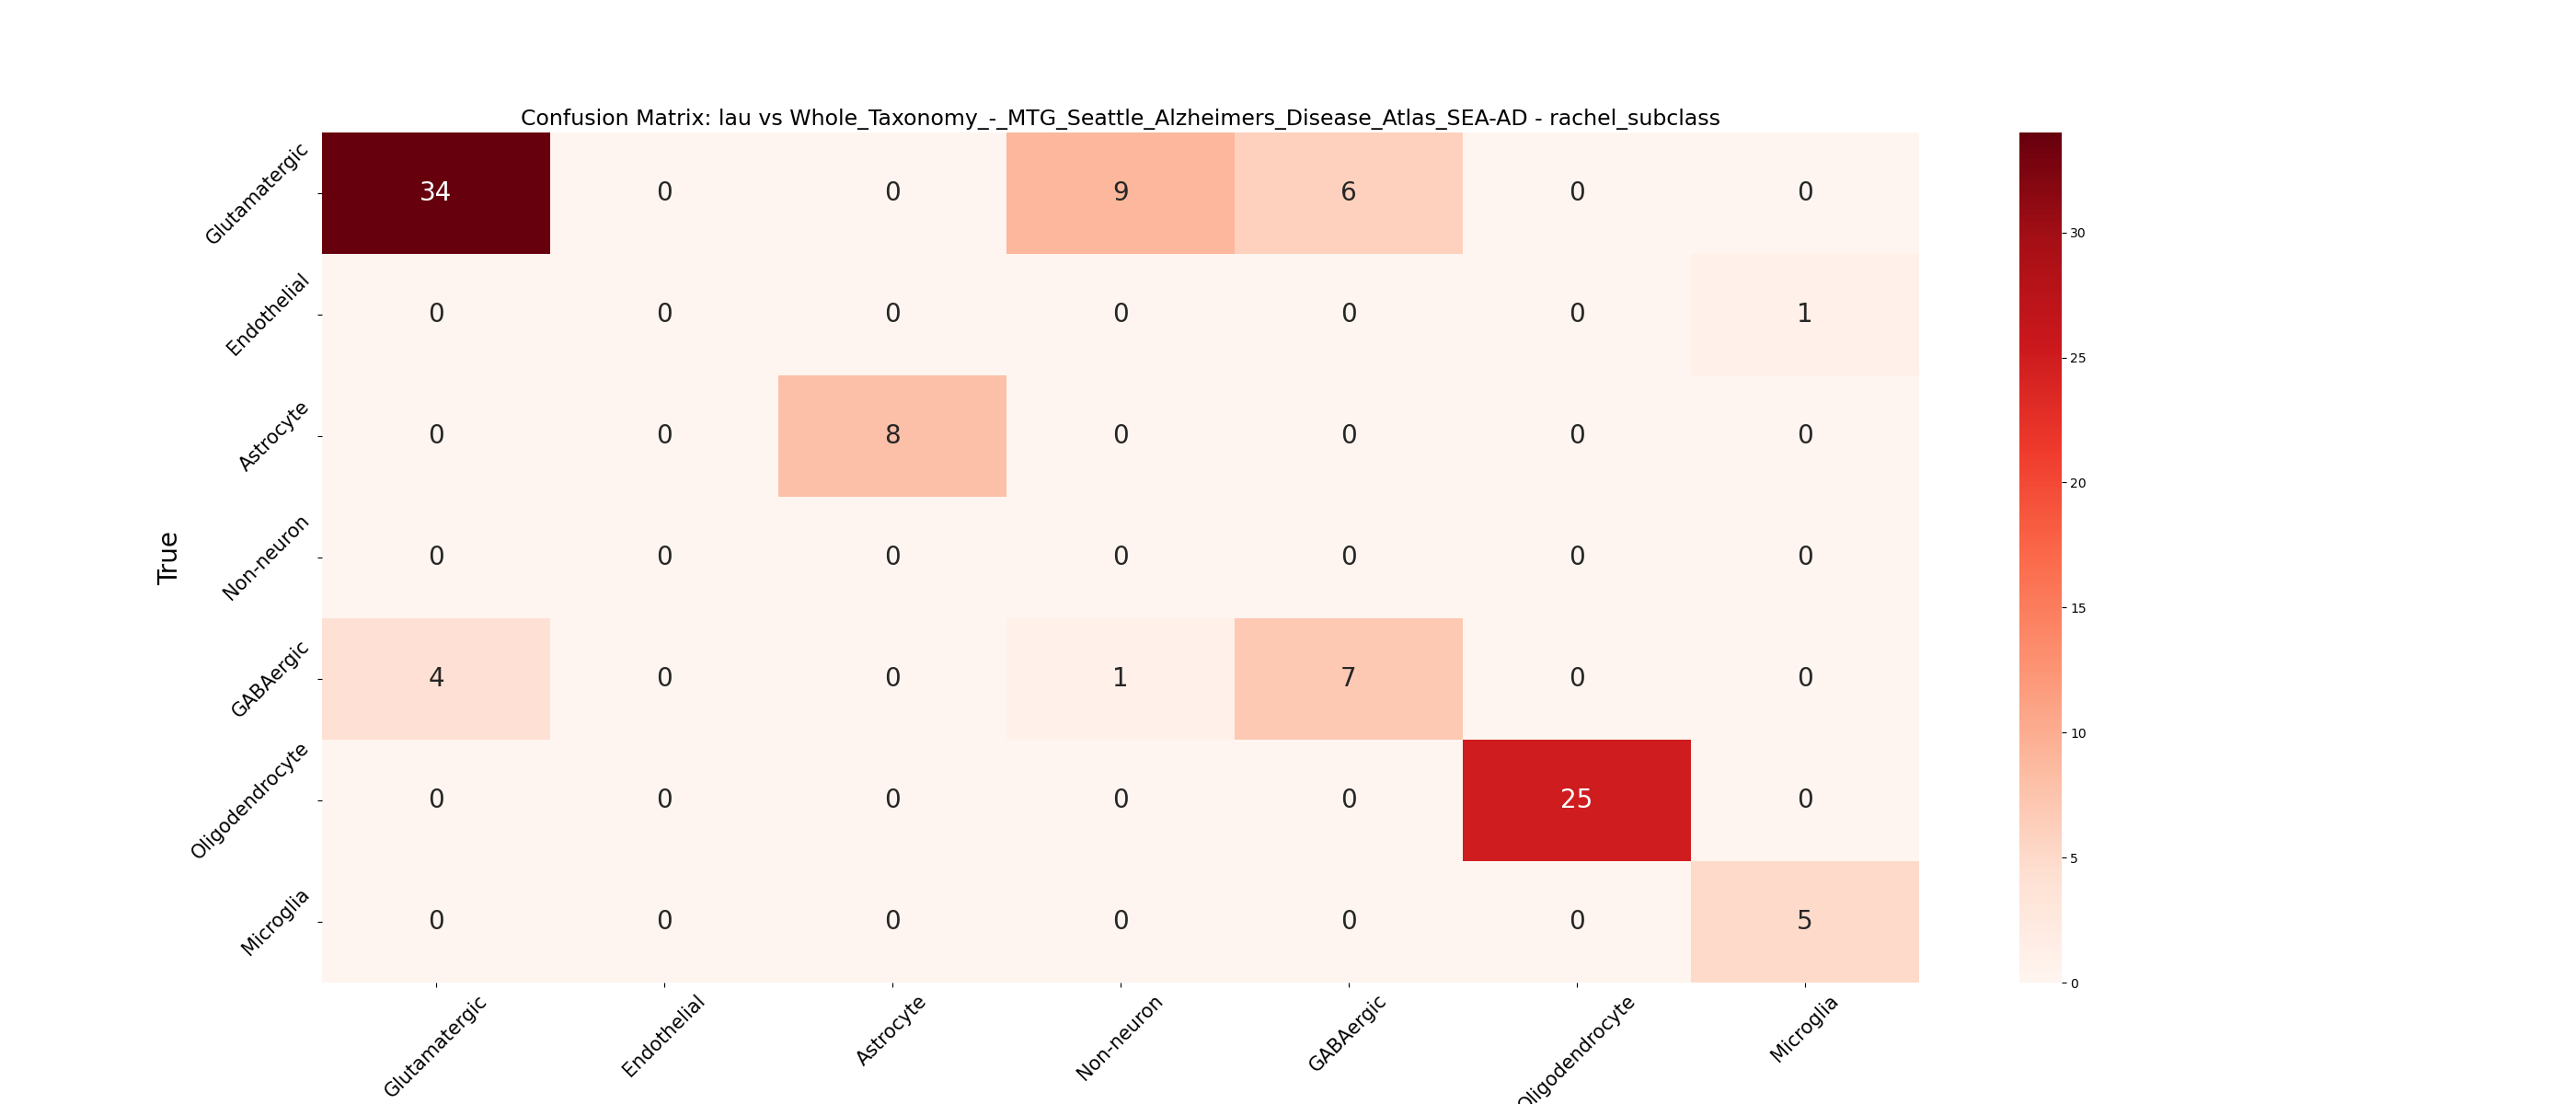 Confusion Matrix: lau vs Whole_Taxonomy_-_MTG_Seattle_Alzheimers_Disease_Atlas_SEA-AD - rachel_subclass
True
Glutamatergic 34 0 0 9 6 0 0
Endothelial 0 0 0 0 0 0 1
Astrocyte 0 0 8 0 0 0 0
Non-neuron 0 0 0 0 0 0 0
GABAergic 4 0 0 1 7 0 0
Oligodendrocyte 0 0 0 0 0 25 0
Microglia 0 0 0 0 0 0 5
Glutamatergic Endothelial Astrocyte Non-neuron GABAergic Oligodendrocyte Microglia
30
25
20
15
10
5
0